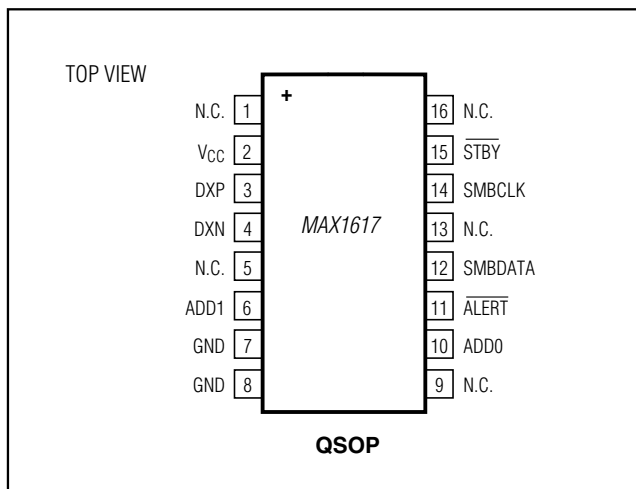 TOP VIEW
+
N.C. 1
VCC 2
DXP 3
DXN 4
N.C. 5
ADD1 6
GND 7
GND 8
MAX1617
16 N.C.
15 STBY
14 SMBCLK
13 N.C.
12 SMBDATA
11 ALERT
10 ADD0
9 N.C.
QSOP